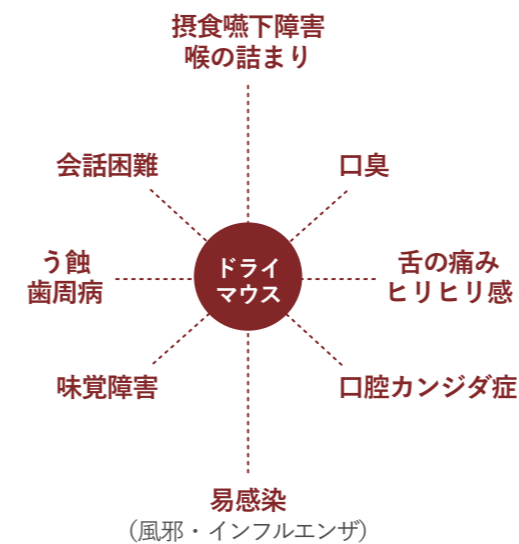 摂食嚥下障害
喉の詰まり
会話困難
口臭
う蝕
歯周病
ドライ
マウス
舌の痛み
ヒリヒリ感
味覚障害
口腔カンジダ症
易感染
（風邪・インフルエンザ）